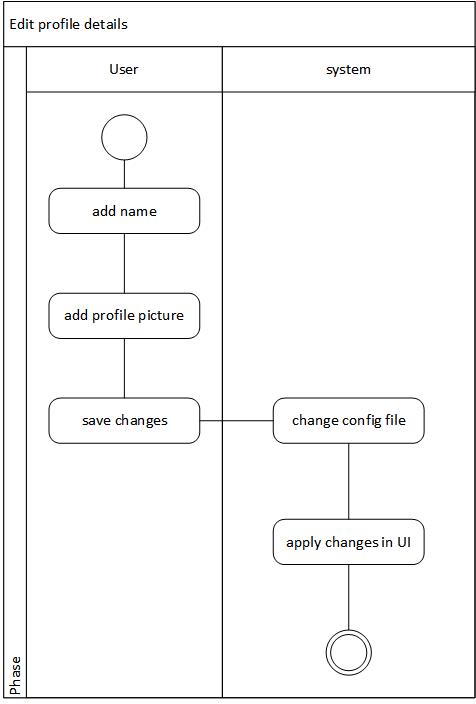 Edit profile details
User
system
add name
add profile picture
save changes
change config file
apply changes in UI
Phase